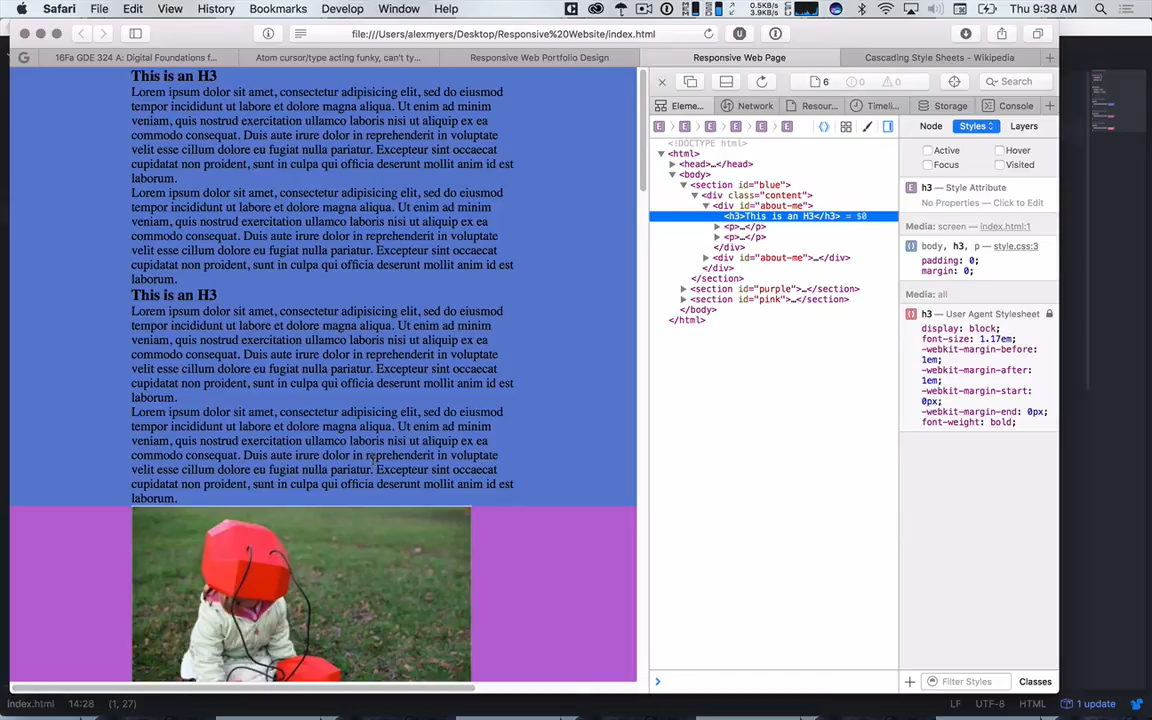 Safari File Edit View History Bookmarks Develop Window Help 0.5KB/s 3.9KB/s Thu 9:38 AM
file:///Users/alexmyers/Desktop/Responsive%20Website/index.html
16Fa GDE 324 A: Digital Foundations f... Atom cursor/type acting funky, can't ty... Responsive Web Portfolio Design Responsive Web Page Cascading Style Sheets - Wikipedia
6 0 0 Search
Eleme... Network Resour... Timeli... Storage Console
E E E E E E Node Styles Layers
This is an H3
Lorem ipsum dolor sit amet, consectetur adipisicing elit, sed do eiusmod
tempor incididunt ut labore et dolore magna aliqua. Ut enim ad minim
veniam, quis nostrud exercitation ullamco laboris nisi ut aliquip ex ea
commodo consequat. Duis aute irure dolor in reprehenderit in voluptate
velit esse cillum dolore eu fugiat nulla pariatur. Excepteur sint occaecat
cupidatat non proident, sunt in culpa qui officia deserunt mollit anim id est
laborum.
Lorem ipsum dolor sit amet, consectetur adipisicing elit, sed do eiusmod
tempor incididunt ut labore et dolore magna aliqua. Ut enim ad minim
veniam, quis nostrud exercitation ullamco laboris nisi ut aliquip ex ea
commodo consequat. Duis aute irure dolor in reprehenderit in voluptate
velit esse cillum dolore eu fugiat nulla pariatur. Excepteur sint occaecat
cupidatat non proident, sunt in culpa qui officia deserunt mollit anim id est
laborum.
This is an H3
Lorem ipsum dolor sit amet, consectetur adipisicing elit, sed do eiusmod
tempor incididunt ut labore et dolore magna aliqua. Ut enim ad minim
veniam, quis nostrud exercitation ullamco laboris nisi ut aliquip ex ea
commodo consequat. Duis aute irure dolor in reprehenderit in voluptate
velit esse cillum dolore eu fugiat nulla pariatur. Excepteur sint occaecat
cupidatat non proident, sunt in culpa qui officia deserunt mollit anim id est
laborum.
Lorem ipsum dolor sit amet, consectetur adipisicing elit, sed do eiusmod
tempor incididunt ut labore et dolore magna aliqua. Ut enim ad minim
veniam, quis nostrud exercitation ullamco laboris nisi ut aliquip ex ea
commodo consequat. Duis aute irure dolor in reprehenderit in voluptate
velit esse cillum dolore eu fugiat nulla pariatur. Excepteur sint occaecat
cupidatat non proident, sunt in culpa qui officia deserunt mollit anim id est
laborum.
<!DOCTYPE html>
<html>
<head>…</head>
<body>
<section id="blue">
<div class="content">
<div id="about-me">
<h3>This is an H3</h3> = $0
<p>…</p>
<p>…</p>
</div>
<div id="about-me">…</div>
</div>
</section>
<section id="purple">…</section>
<section id="pink">…</section>
</body>
</html>
Active Hover
Focus Visited
E h3 — Style Attribute
No Properties — Click to Edit
Media: screen — index.html:1
body, h3, p — style.css:3
padding: 0;
margin: 0;
Media: all
h3 — User Agent Stylesheet
display: block;
font-size: 1.17em;
-webkit-margin-before:
1em;
-webkit-margin-after:
1em;
-webkit-margin-start:
0px;
-webkit-margin-end: 0px;
font-weight: bold;
Filter Styles Classes
index.html 14:28 (1, 27) LF UTF-8 HTML 1 update